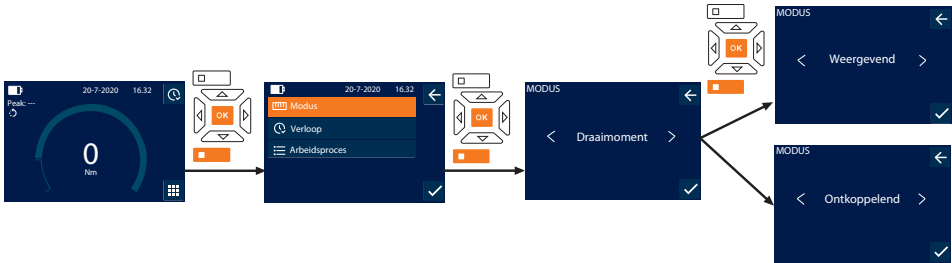 20-7-2020 16.32
Peak: ---
0
Nm
OK
20-7-2020 16.32
Modus
Verloop
Arbeidsproces
OK
MODUS
Draaimoment
OK
MODUS
Weergevend
MODUS
Ontkoppelend